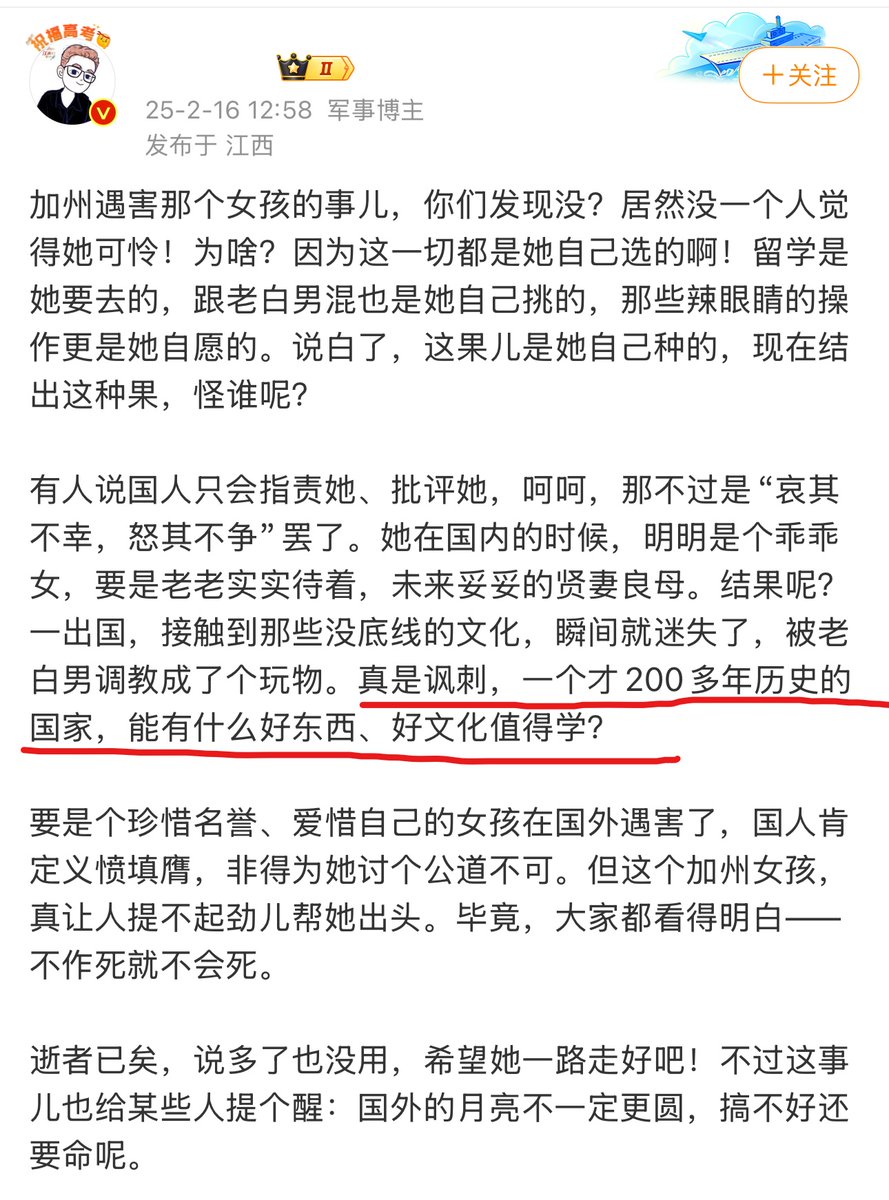 祝福高考
V
II
+关注
25-2-16 12:58 军事博主
发布于 江西
加州遇害那个女孩的事儿，你们发现没？居然没一个人觉
得她可怜！为啥？因为这一切都是她自己选的啊！留学是
她要去的，跟老白男混也是她自己挑的，那些辣眼睛的操
作更是她自愿的。说白了，这果儿是她自己种的，现在结
出这种果，怪谁呢？
有人说国人只会指责她、批评她，呵呵，那不过是“哀其
不幸，怒其不争”罢了。她在国内的时候，明明是个乖乖
女，要是老老实实待着，未来妥妥的贤妻良母。结果呢？
一出国，接触到那些没底线的文化，瞬间就迷失了，被老
白男调教成了个玩物。真是讽刺，一个才200多年历史的
国家，能有什么好东西、好文化值得学？
要是个珍惜名誉、爱惜自己的女孩在国外遇害了，国人肯
定义愤填膺，非得为她讨个公道不可。但这个加州女孩，
真让人提不起劲儿帮她出头。毕竟，大家都看得明白——
不作死就不会死。
逝者已矣，说多了也没用，希望她一路走好吧！不过这事
儿也给某些人提个醒：国外的月亮不一定更圆，搞不好还
要命呢。